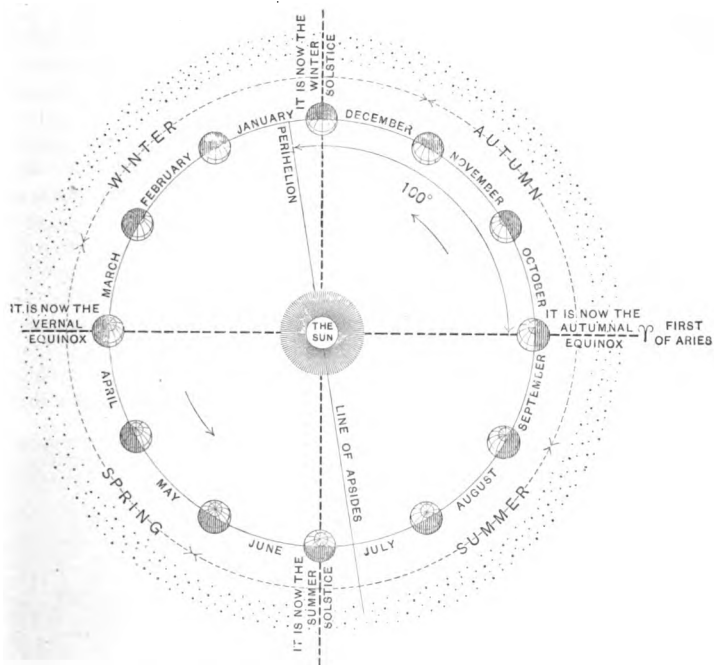 IT IS NOW THE
WINTER
SOLSTICE
JANUARY
DECEMBER
WINTER
AUTUMN
PERIHELION
FEBRUARY
NOVEMBER
100°
MARCH
OCTOBER
IT IS NOW THE
VERNAL
EQUINOX
THE
SUN
IT IS NOW THE
AUTUMNAL
EQUINOX
♈ FIRST
OF ARIES
APRIL
SEPTEMBER
LINE OF APSIDES
MAY
AUGUST
SPRING
SUMMER
JUNE
JULY
IT IS NOW THE
SUMMER
SOLSTICE